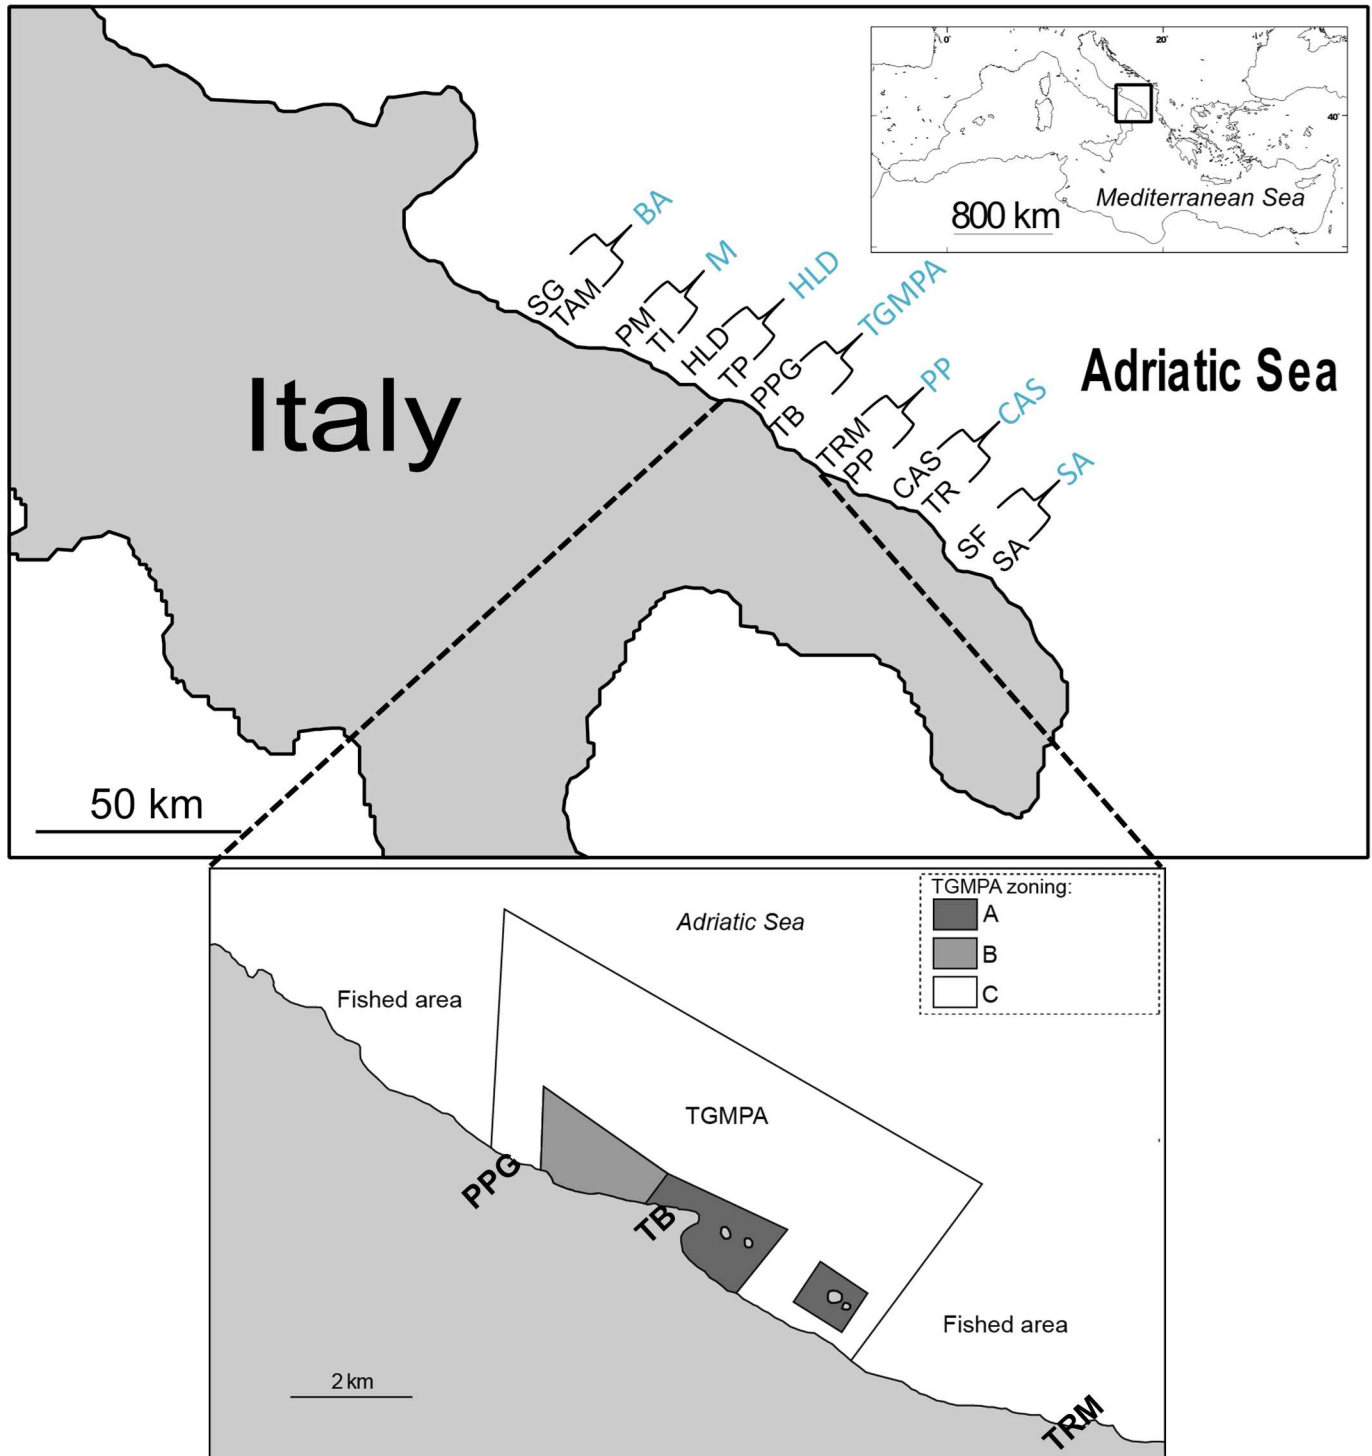 0°
20°
40°
Mediterranean Sea
800 km
BA
SG
TAM
M
PM
TI
HLD
HLD
TP
TGMPA
PPG
TB
PP
TRM
PP
CAS
CAS
TR
SA
SF
SA
Adriatic Sea
Italy
50 km
TGMPA zoning:
A
B
C
Adriatic Sea
Fished area
TGMPA
PPG
TB
Fished area
2 km
TRM